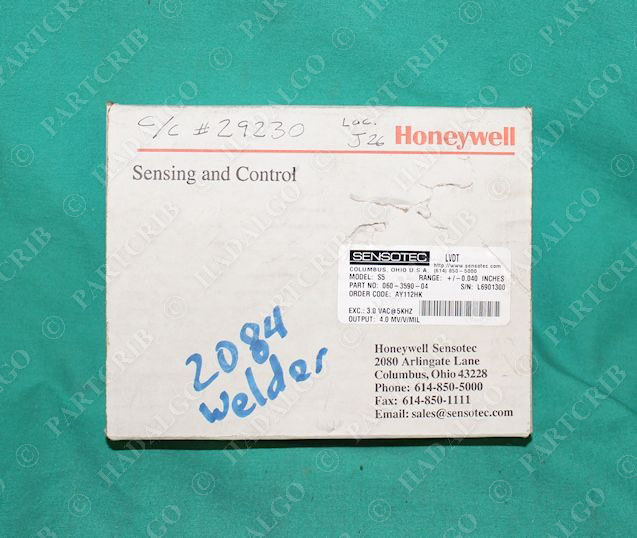 C/C # 29230
Loc.
J26
Honeywell
Sensing and Control
SENSOTEC LVDT
http://www.sensotec.com
COLUMBUS, OHIO U.S.A. (614) 850-5000
MODEL: S5 RANGE: +/-0.040 INCHES
PART NO: 060-3590-04 S/N: L6901300
ORDER CODE: AY112HK
EXC.: 3.0 VAC@5KHZ
OUTPUT: 4.0 MV/V/MIL
2084
welder
Honeywell Sensotec
2080 Arlingate Lane
Columbus, Ohio 43228
Phone: 614-850-5000
Fax: 614-850-1111
Email: sales@sensotec.com
© HADALGO © PARTCRIB